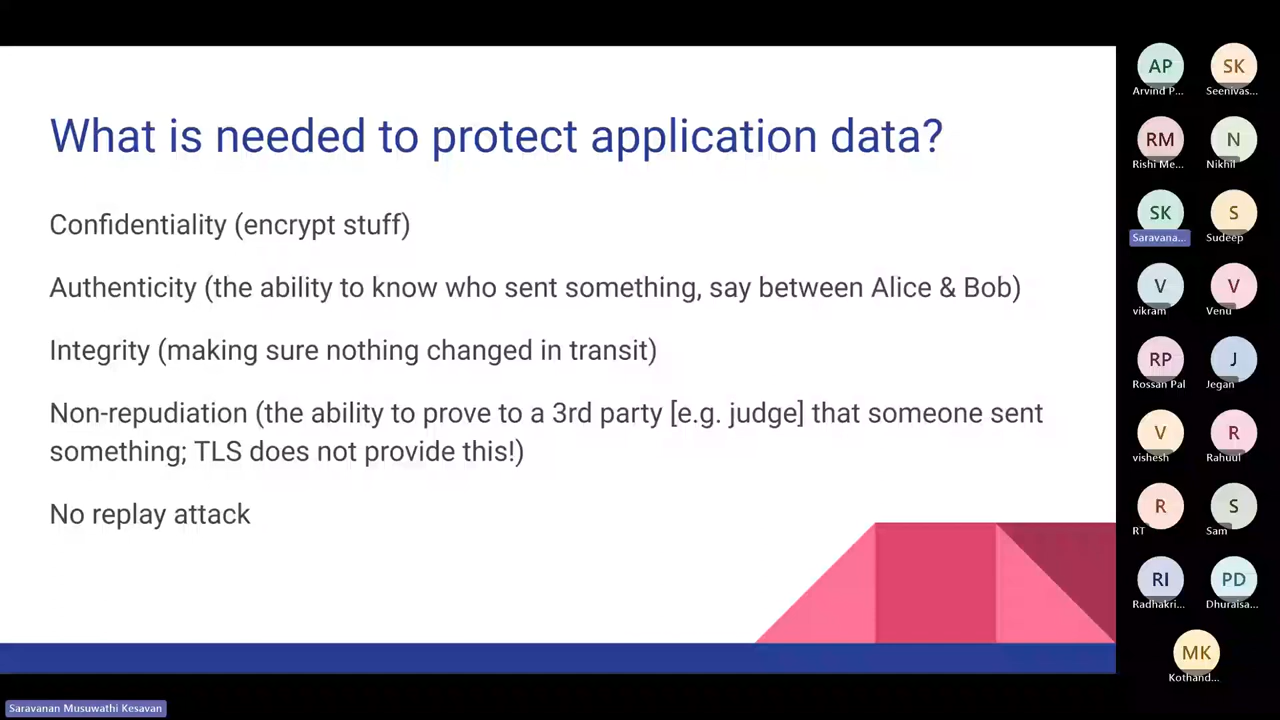 What is needed to protect application data?
Confidentiality (encrypt stuff)
Authenticity (the ability to know who sent something, say between Alice & Bob)
Integrity (making sure nothing changed in transit)
Non-repudiation (the ability to prove to a 3rd party [e.g. judge] that someone sent
something; TLS does not provide this!)
No replay attack
AP
Arvind P...
SK
Seenivas...
RM
Rishi Me...
N
Nikhil
SK
Saravana...
S
Sudeep
V
vikram
V
Venu
RP
Rossan Pal
J
Jegan
V
vishesh
R
Rahuul
R
RT
S
Sam
RI
Radhakri...
PD
Dhuraisa...
MK
Kothand...
Saravanan Musuwathi Kesavan